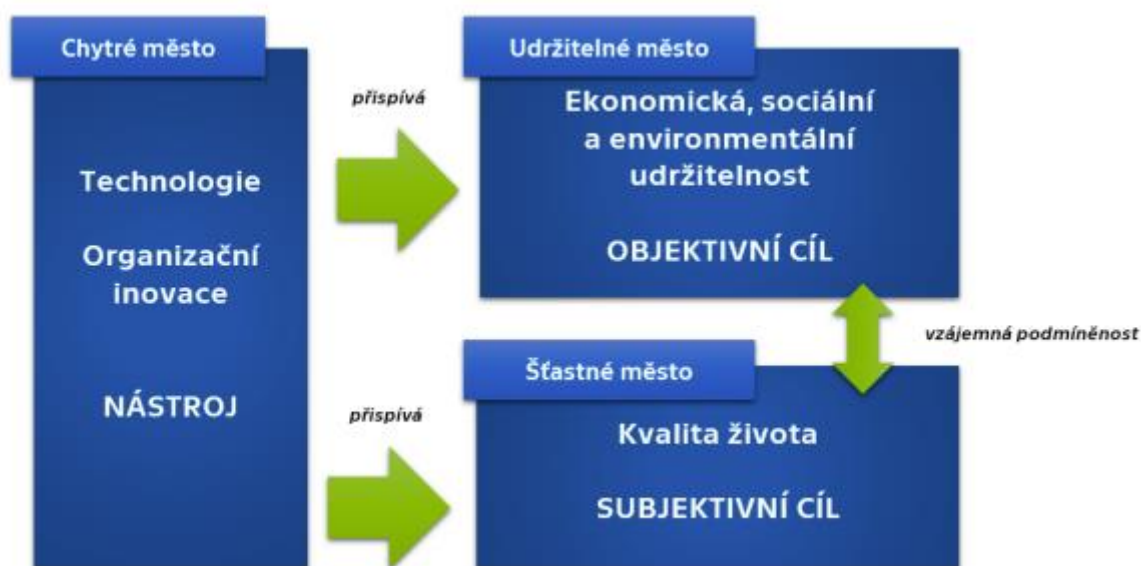 Chytré město
Technologie
Organizační
inovace
NÁSTROJ
přispívá
Udržitelné město
Ekonomická, sociální
a environmentální
udržitelnost
OBJEKTIVNÍ CÍL
vzájemná podmíněnost
přispívá
Šťastné město
Kvalita života
SUBJEKTIVNÍ CÍL